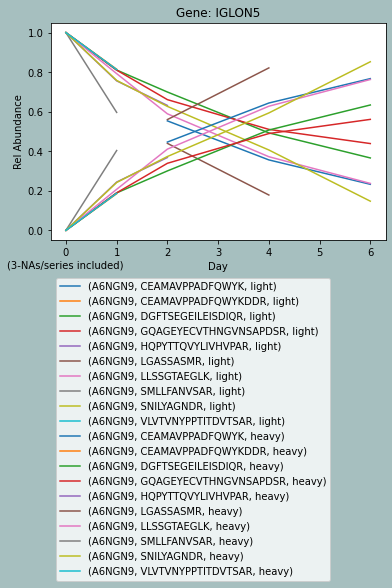 Gene: IGLON5
1.0
0.8
0.6
0.4
0.2
0.0
Rel Abundance
0 1 2 3 4 5 6
(3-NAs/series included)
Day
(A6NGN9, CEAMAVPPADFQWYK, light)
(A6NGN9, CEAMAVPPADFQWYKDDR, light)
(A6NGN9, DGFTSEGEILEISDIQR, light)
(A6NGN9, GQAGEYECVTHNGVNSAPDSR, light)
(A6NGN9, HQPYTTQVYLIVHVPAR, light)
(A6NGN9, LGASSASMR, light)
(A6NGN9, LLSSGTAEGLK, light)
(A6NGN9, SMLLFANVSAR, light)
(A6NGN9, SNILYAGNDR, light)
(A6NGN9, VLVTVNYPPTITDVTSAR, light)
(A6NGN9, CEAMAVPPADFQWYK, heavy)
(A6NGN9, CEAMAVPPADFQWYKDDR, heavy)
(A6NGN9, DGFTSEGEILEISDIQR, heavy)
(A6NGN9, GQAGEYECVTHNGVNSAPDSR, heavy)
(A6NGN9, HQPYTTQVYLIVHVPAR, heavy)
(A6NGN9, LGASSASMR, heavy)
(A6NGN9, LLSSGTAEGLK, heavy)
(A6NGN9, SMLLFANVSAR, heavy)
(A6NGN9, SNILYAGNDR, heavy)
(A6NGN9, VLVTVNYPPTITDVTSAR, heavy)